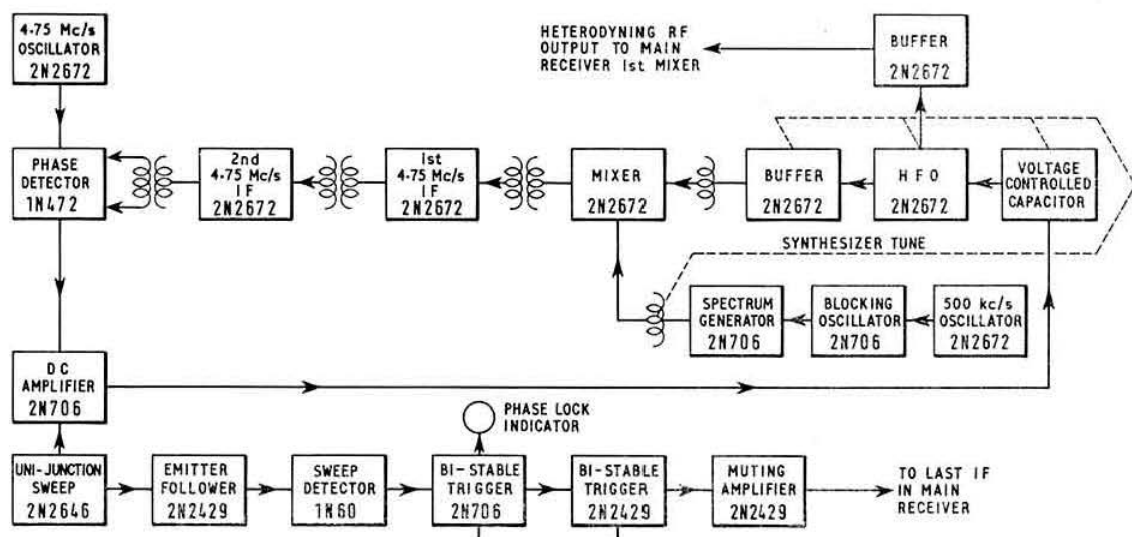 4.75 Mc/s
OSCILLATOR
2N2672
HETERODYNING RF
OUTPUT TO MAIN
RECEIVER 1st MIXER
BUFFER
2N2672
PHASE
DETECTOR
1N472
2nd
4.75 Mc/s
IF
2N2672
1st
4.75 Mc/s
IF
2N2672
MIXER
2N2672
BUFFER
2N2672
HFO
2N2672
VOLTAGE
CONTROLLED
CAPACITOR
SYNTHESIZER TUNE
SPECTRUM
GENERATOR
2N706
BLOCKING
OSCILLATOR
2N706
500 kc/s
OSCILLATOR
2N2672
DC
AMPLIFIER
2N706
PHASE LOCK
INDICATOR
UNI-JUNCTION
SWEEP
2N2646
EMITTER
FOLLOWER
2N2429
SWEEP
DETECTOR
1N60
BI-STABLE
TRIGGER
2N706
BI-STABLE
TRIGGER
2N2429
MUTING
AMPLIFIER
2N2429
TO LAST IF
IN MAIN
RECEIVER